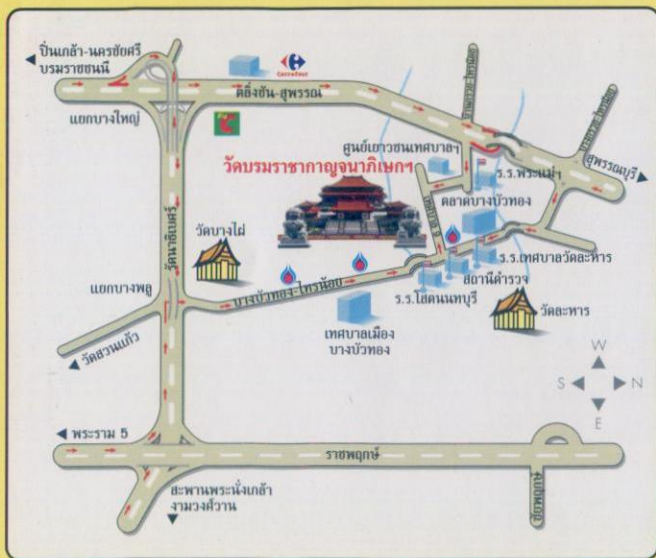 ปิ่นเกล้า-นครชัยศรี
บรมราชชนนี
Carrefour
ตลิ่งชัน-สุพรรณ
แยกบางใหญ่
ศูนย์เยาวชนเทศบาลฯ
วัดบรมราชากาญจนาภิเษกฯ
ร.ร.พระแม่ฯ
สุพรรณบุรี
ตลาดบางบัวทอง
วัดบางไผ่
ร.ร.เทศบาลวัดละหาร
สถานีตำรวจ
แยกบางพลู
บางบัวทอง-ไทรน้อย
ร.ร.โสตนนทบุรี
วัดละหาร
เทศบาลเมือง
บางบัวทอง
วัดสวนแก้ว
W
S
N
E
พระราม 5
ราชพฤกษ์
สะพานพระนั่งเกล้า
งามวงศ์วาน
ชัยพฤกษ์